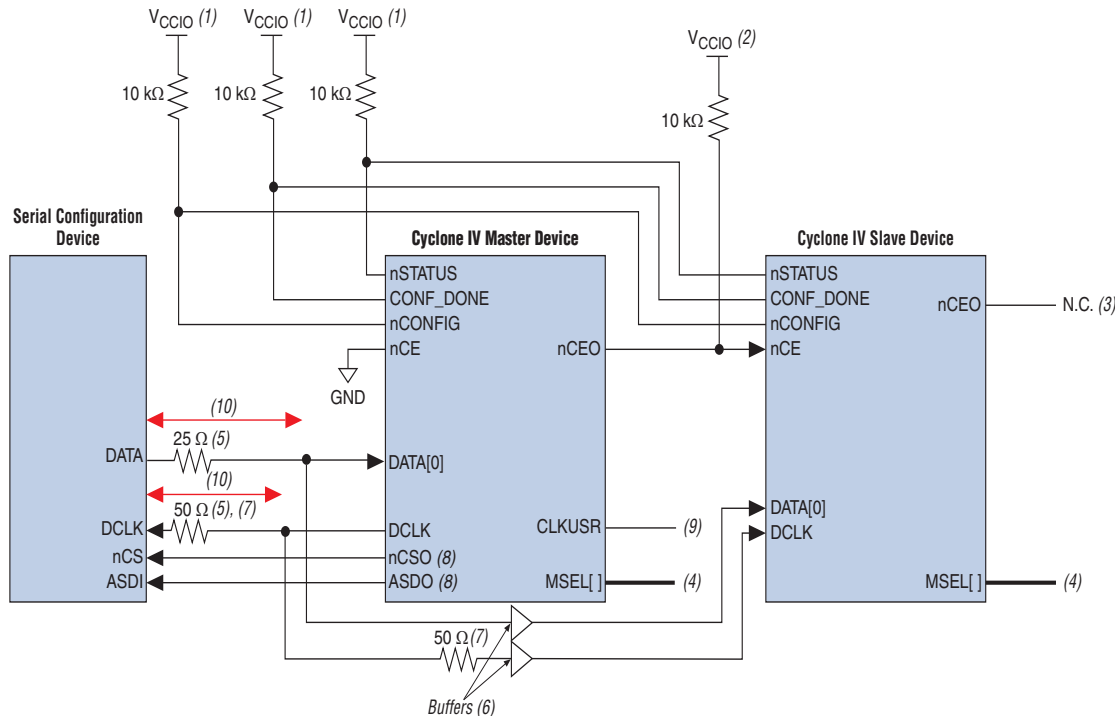 VCCIO (1) VCCIO (1) VCCIO (1)
VCCIO (2)
10 kΩ 10 kΩ 10 kΩ
10 kΩ
Serial Configuration
Device
Cyclone IV Master Device
Cyclone IV Slave Device
nSTATUS
CONF_DONE
nCONFIG
nCE
nCEO
GND
nSTATUS
CONF_DONE
nCONFIG
nCE
nCEO
N.C. (3)
(10)
25 Ω (5)
DATA
DATA[0]
(10)
50 Ω (5), (7)
DCLK
DCLK
nCS
nCSO (8)
ASDI
ASDO (8)
CLKUSR
(9)
MSEL[ ]
(4)
DATA[0]
DCLK
MSEL[ ]
(4)
50 Ω (7)
Buffers (6)